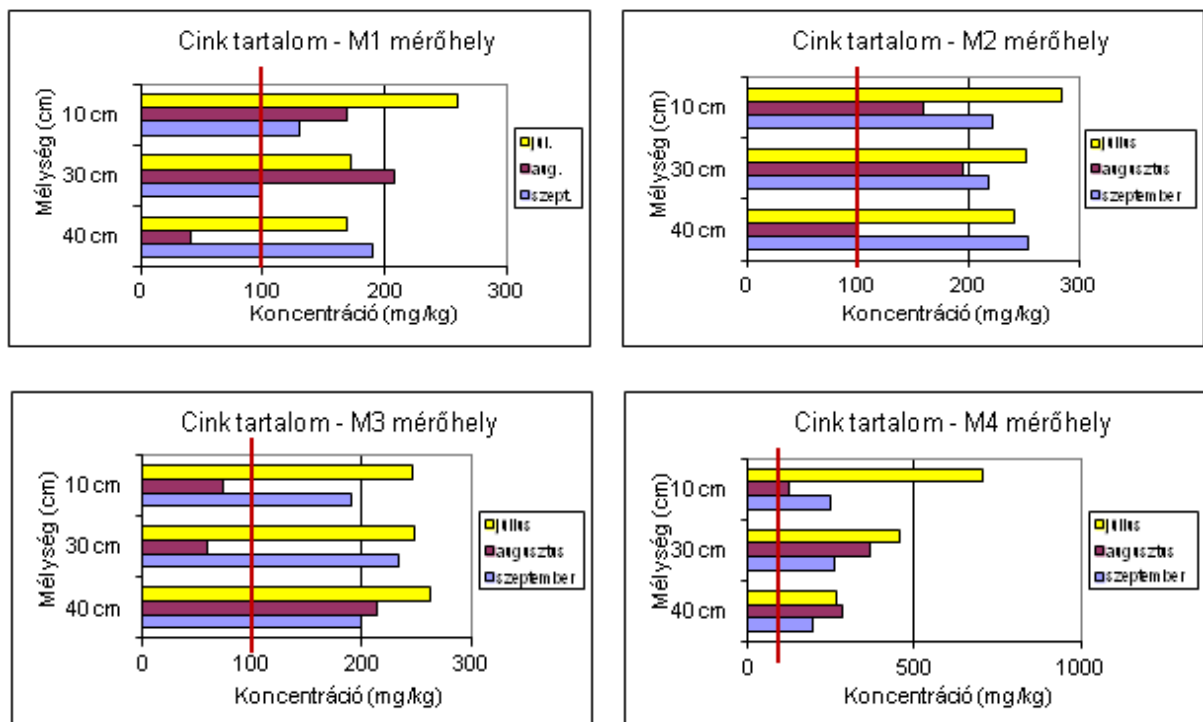 Cink tartalom - M1 mérőhely
Mélység (cm)
10 cm
30 cm
40 cm
0 100 200 300
Koncentráció (mg/kg)
júl.
aug.
szept.
Cink tartalom - M2 mérőhely
Mélység (cm)
10 cm
30 cm
40 cm
0 100 200 300
Koncentráció (mg/kg)
július
augusztus
szeptember
Cink tartalom - M3 mérőhely
Mélység (cm)
10 cm
30 cm
40 cm
0 100 200 300
Koncentráció (mg/kg)
július
augusztus
szeptember
Cink tartalom - M4 mérőhely
Mélység (cm)
10 cm
30 cm
40 cm
0 500 1000
Koncentráció (mg/kg)
július
augusztus
szeptember